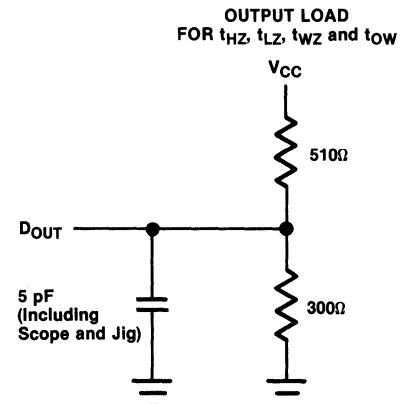 OUTPUT LOAD
FOR tHZ, tLZ, tWZ and tOW
VCC
510Ω
DOUT
5 pF
(Including
Scope and Jig)
300Ω